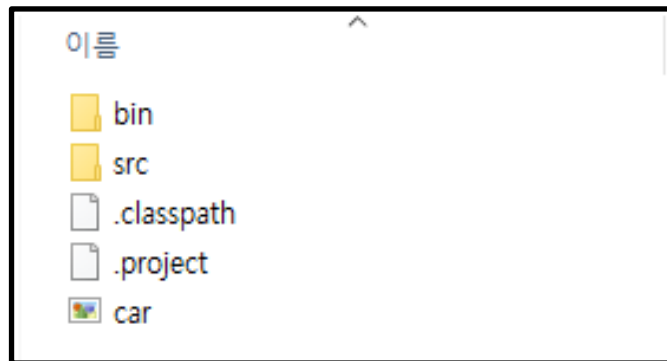 이름
bin
src
.classpath
.project
car